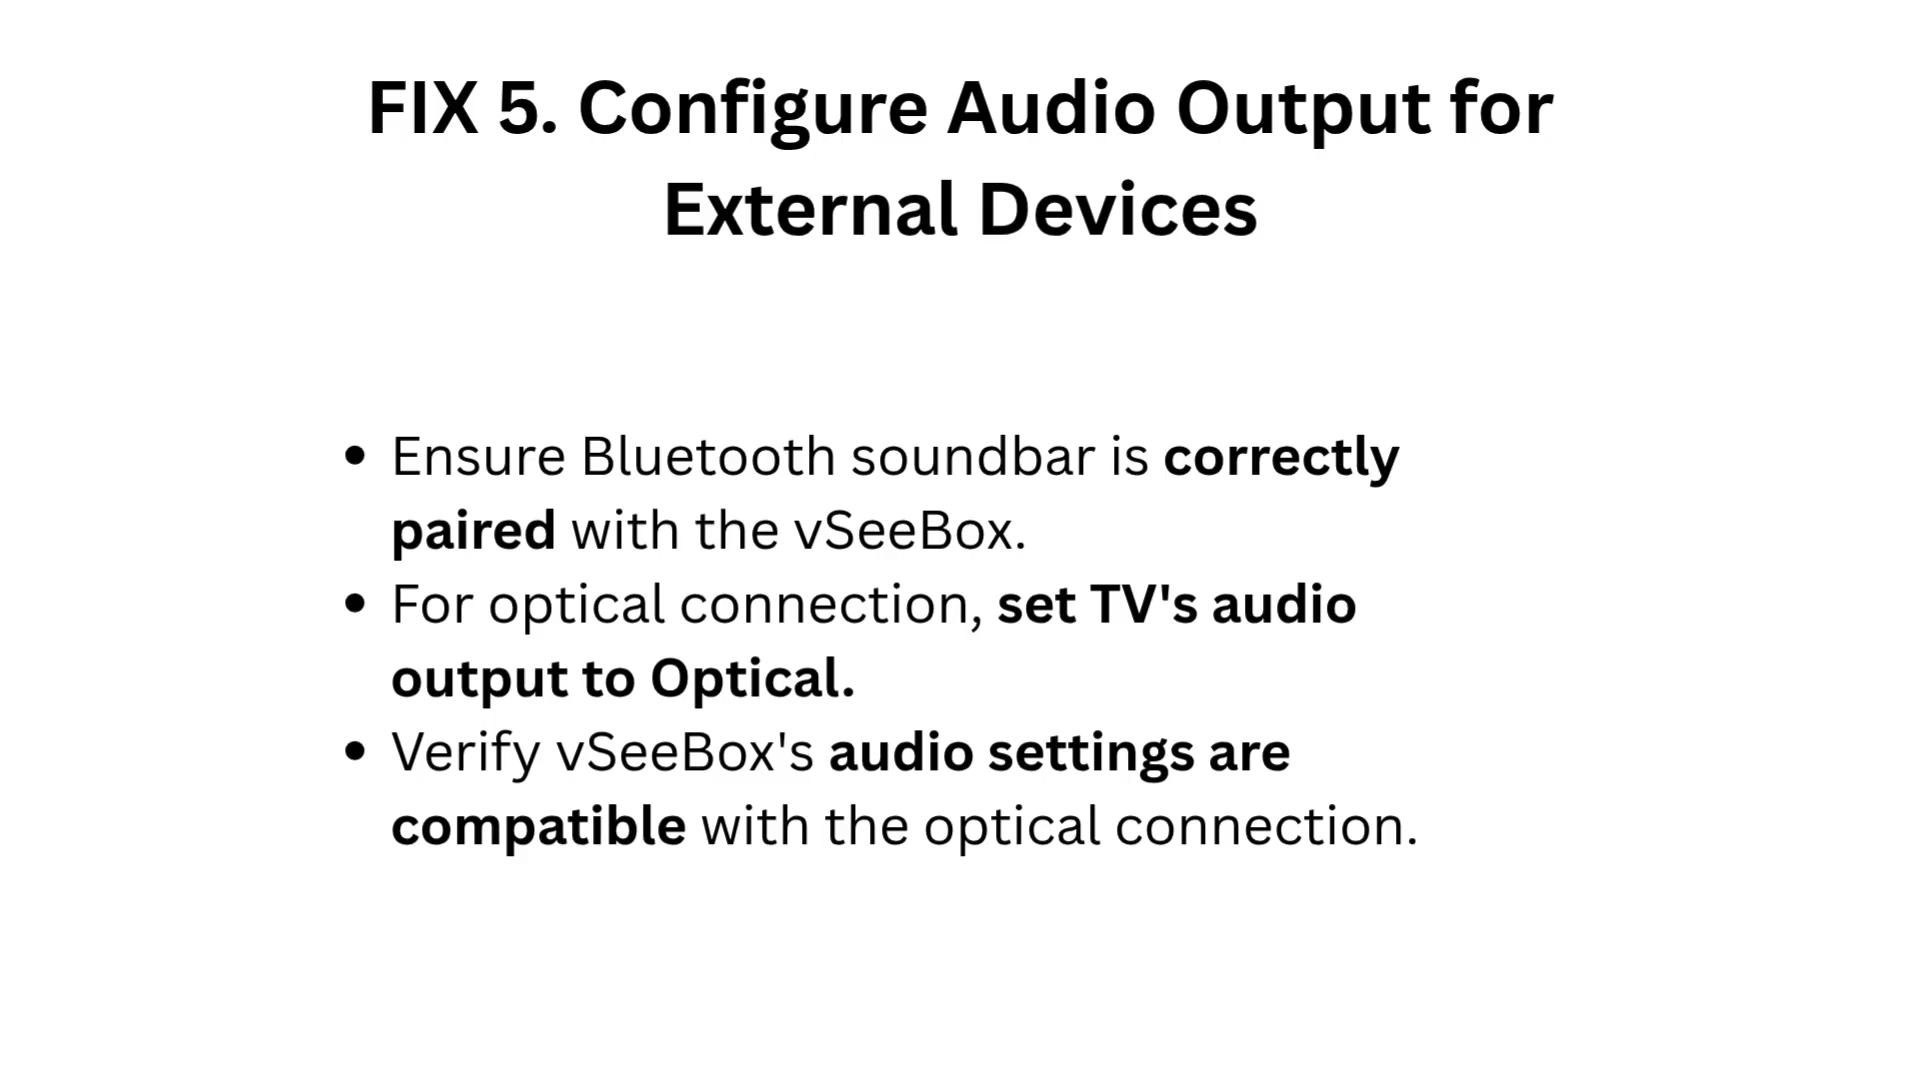 FIX 5. Configure Audio Output for
External Devices
• Ensure Bluetooth soundbar is correctly
paired with the vSeeBox.
• For optical connection, set TV's audio
output to Optical.
• Verify vSeeBox's audio settings are
compatible with the optical connection.